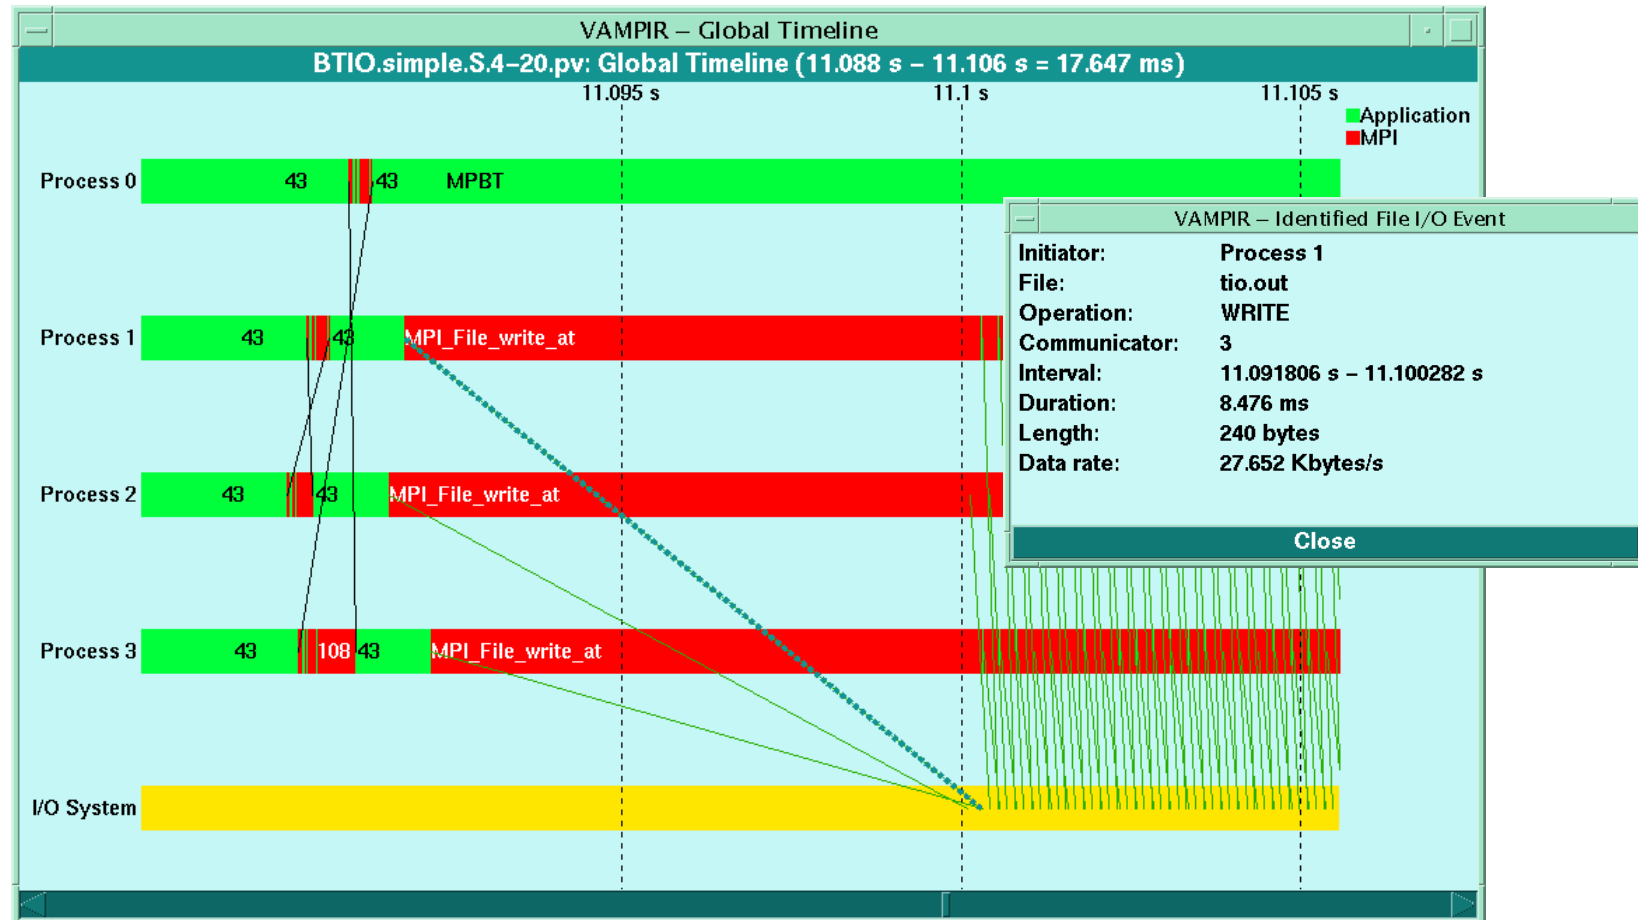 VAMPIR – Global Timeline
BTIO.simple.S.4–20.pv: Global Timeline (11.088 s – 11.106 s = 17.647 ms)
11.095 s 11.1 s 11.105 s
Application
MPI
Process 0 43 43 MPBT
VAMPIR – Identified File I/O Event
Initiator: Process 1
File: tio.out
Operation: WRITE
Communicator: 3
Interval: 11.091806 s – 11.100282 s
Duration: 8.476 ms
Length: 240 bytes
Data rate: 27.652 Kbytes/s
Close
Process 1 43 43 MPI_File_write_at
Process 2 43 43 MPI_File_write_at
Process 3 43 108 43 MPI_File_write_at
I/O System